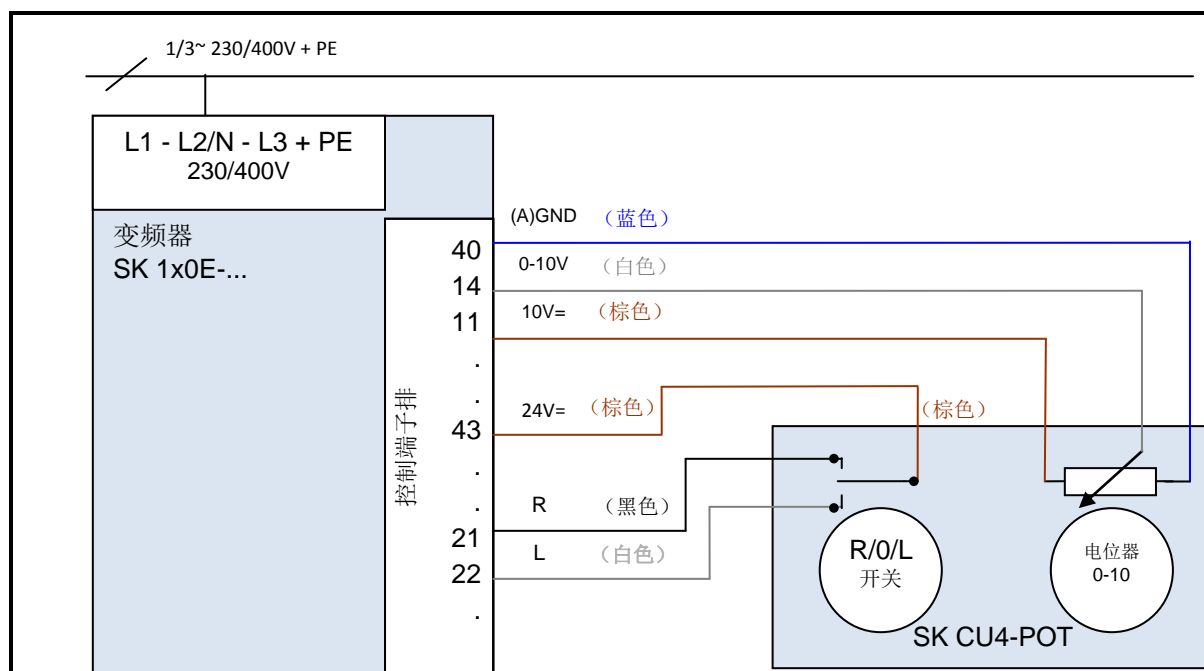 1/3~ 230/400V + PE
L1 - L2/N - L3 + PE
230/400V
变频器
SK 1x0E-...
控制端子排
(A)GND （蓝色）
40
0-10V （白色）
14
10V= （棕色）
11
.
.
24V= （棕色） （棕色）
43
.
.
R （黑色）
21
L （白色）
22
.
R/0/L
开关
电位器
0-10
SK CU4-POT